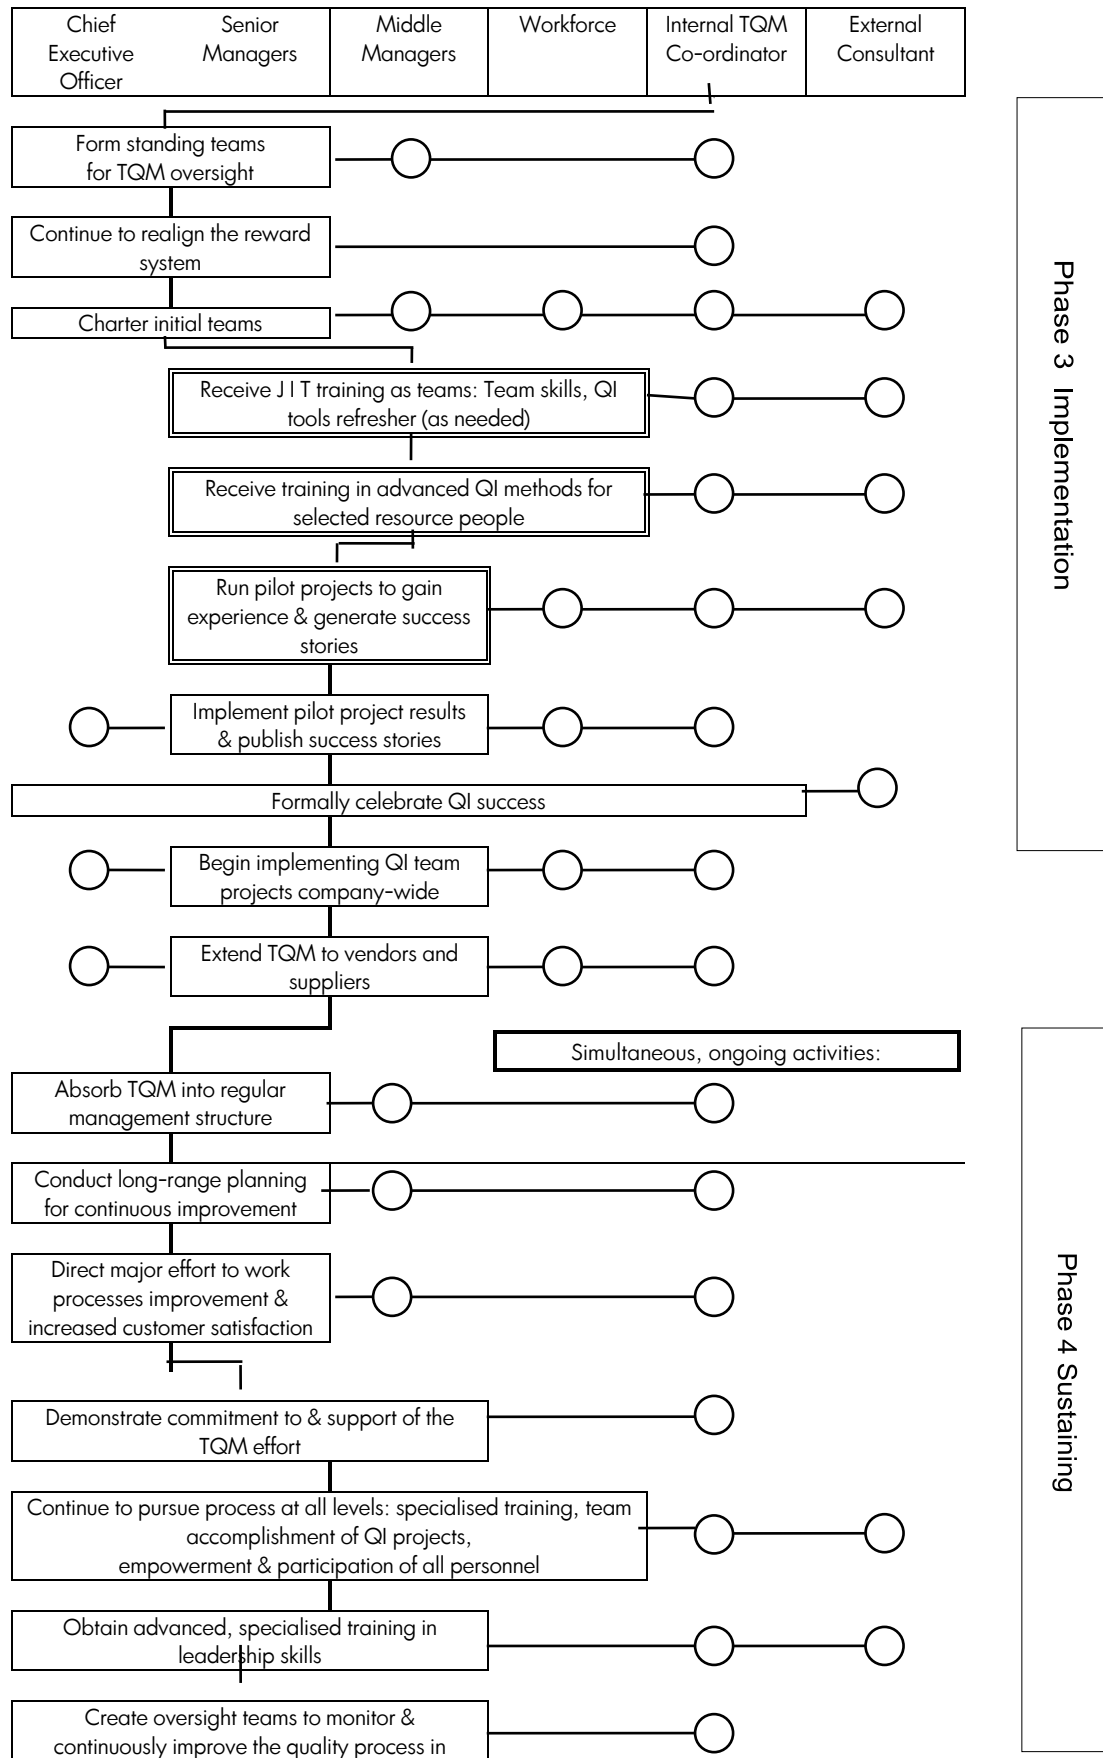 Chief
Executive
Officer
Senior
Managers
Middle
Managers
Workforce
Internal TQM
Co-ordinator
External
Consultant
Form standing teams
for TQM oversight
Continue to realign the reward
system
Charter initial teams
Receive J I T training as teams: Team skills, QI
tools refresher (as needed)
Receive training in advanced QI methods for
selected resource people
Run pilot projects to gain
experience & generate success
stories
Implement pilot project results
& publish success stories
Formally celebrate QI success
Begin implementing QI team
projects company-wide
Extend TQM to vendors and
suppliers
Phase 3 Implementation
Simultaneous, ongoing activities:
Absorb TQM into regular
management structure
Conduct long-range planning
for continuous improvement
Direct major effort to work
processes improvement &
increased customer satisfaction
Demonstrate commitment to & support of the
TQM effort
Continue to pursue process at all levels: specialised training, team
accomplishment of QI projects,
empowerment & participation of all personnel
Obtain advanced, specialised training in
leadership skills
Create oversight teams to monitor &
continuously improve the quality process in
Phase 4 Sustaining